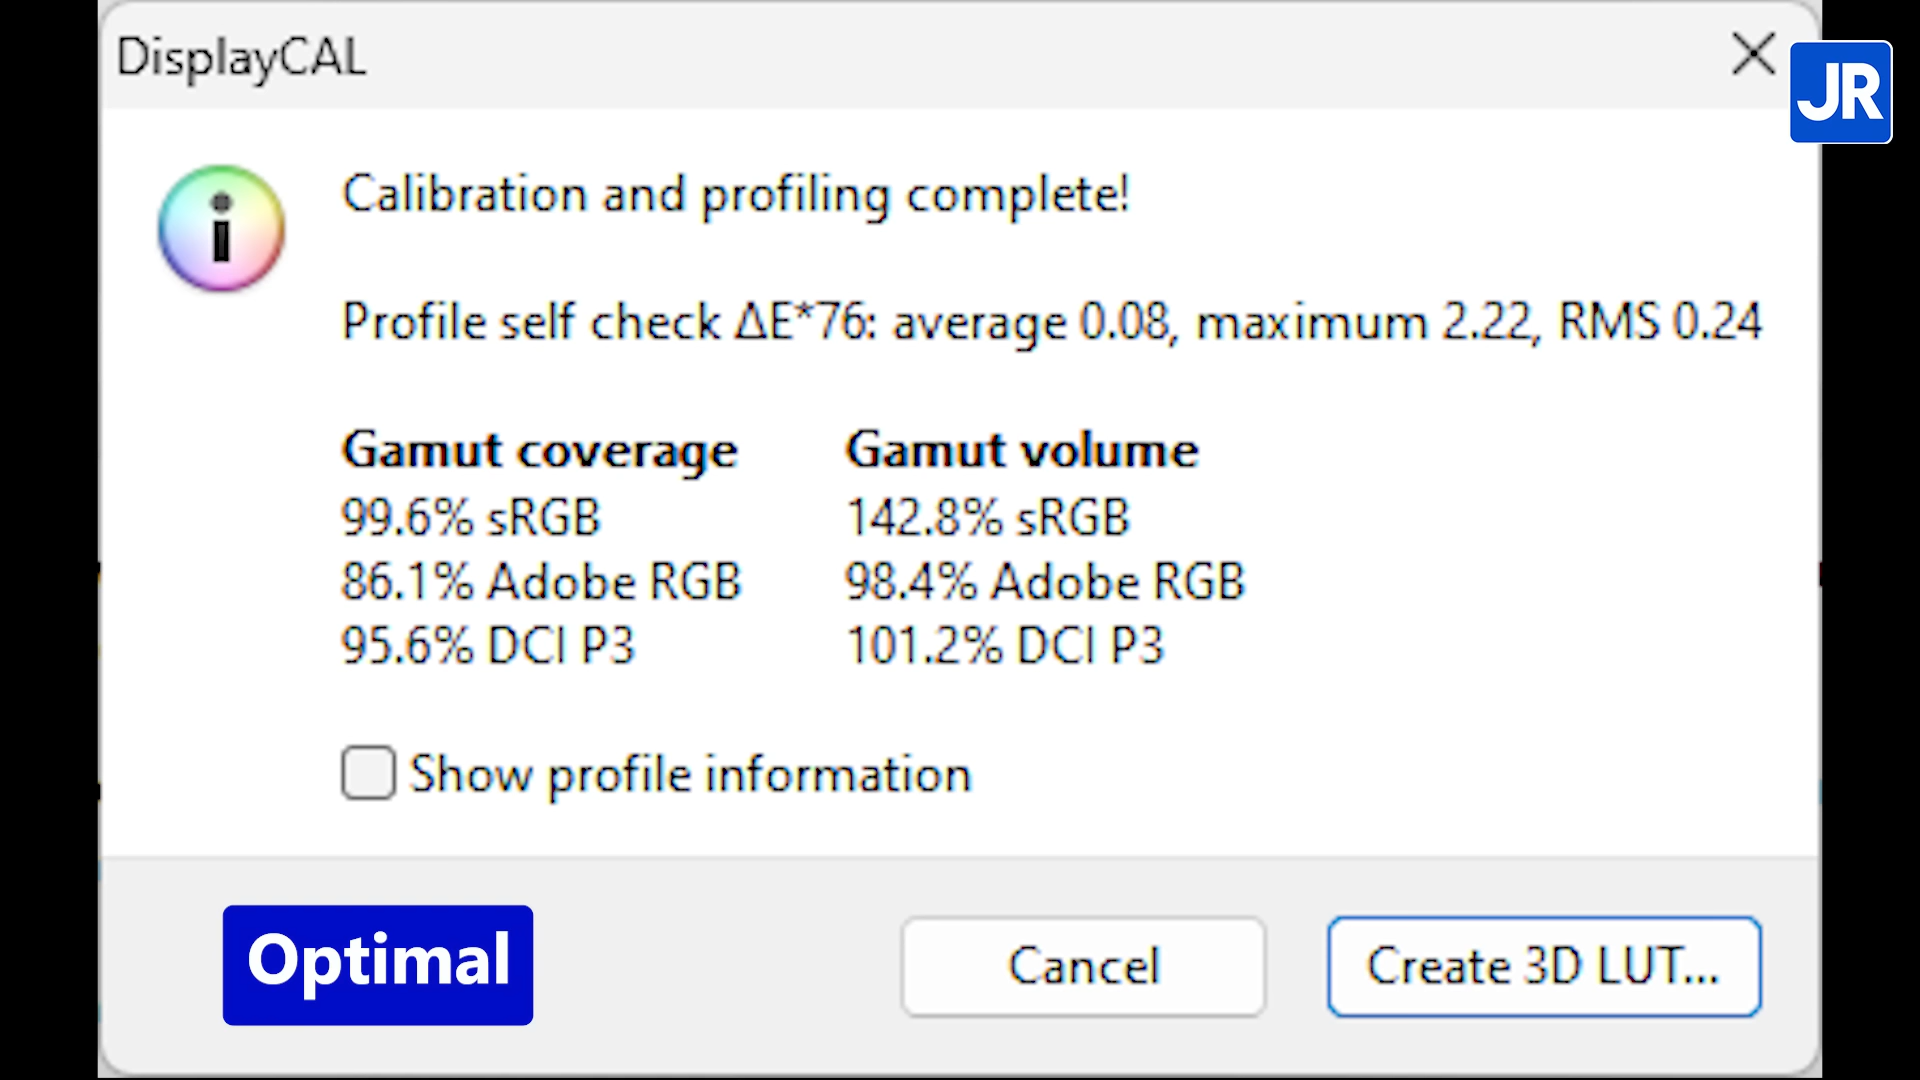 DisplayCAL
JR
Calibration and profiling complete!
Profile self check ΔE*76: average 0.08, maximum 2.22, RMS 0.24
Gamut coverage Gamut volume
99.6% sRGB 142.8% sRGB
86.1% Adobe RGB 98.4% Adobe RGB
95.6% DCI P3 101.2% DCI P3
Show profile information
Optimal Cancel Create 3D LUT...